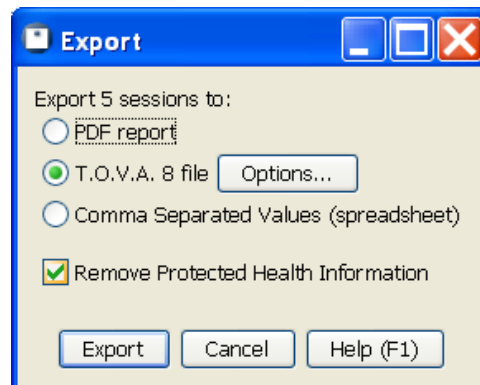 Export
Export 5 sessions to:
PDF report
T.O.V.A. 8 file Options...
Comma Separated Values (spreadsheet)
Remove Protected Health Information
Export Cancel Help (F1)